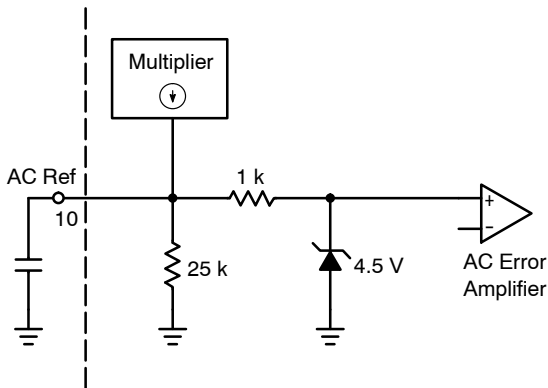 Multiplier
AC Ref
10
1 k
25 k
4.5 V
+
−
AC Error
Amplifier